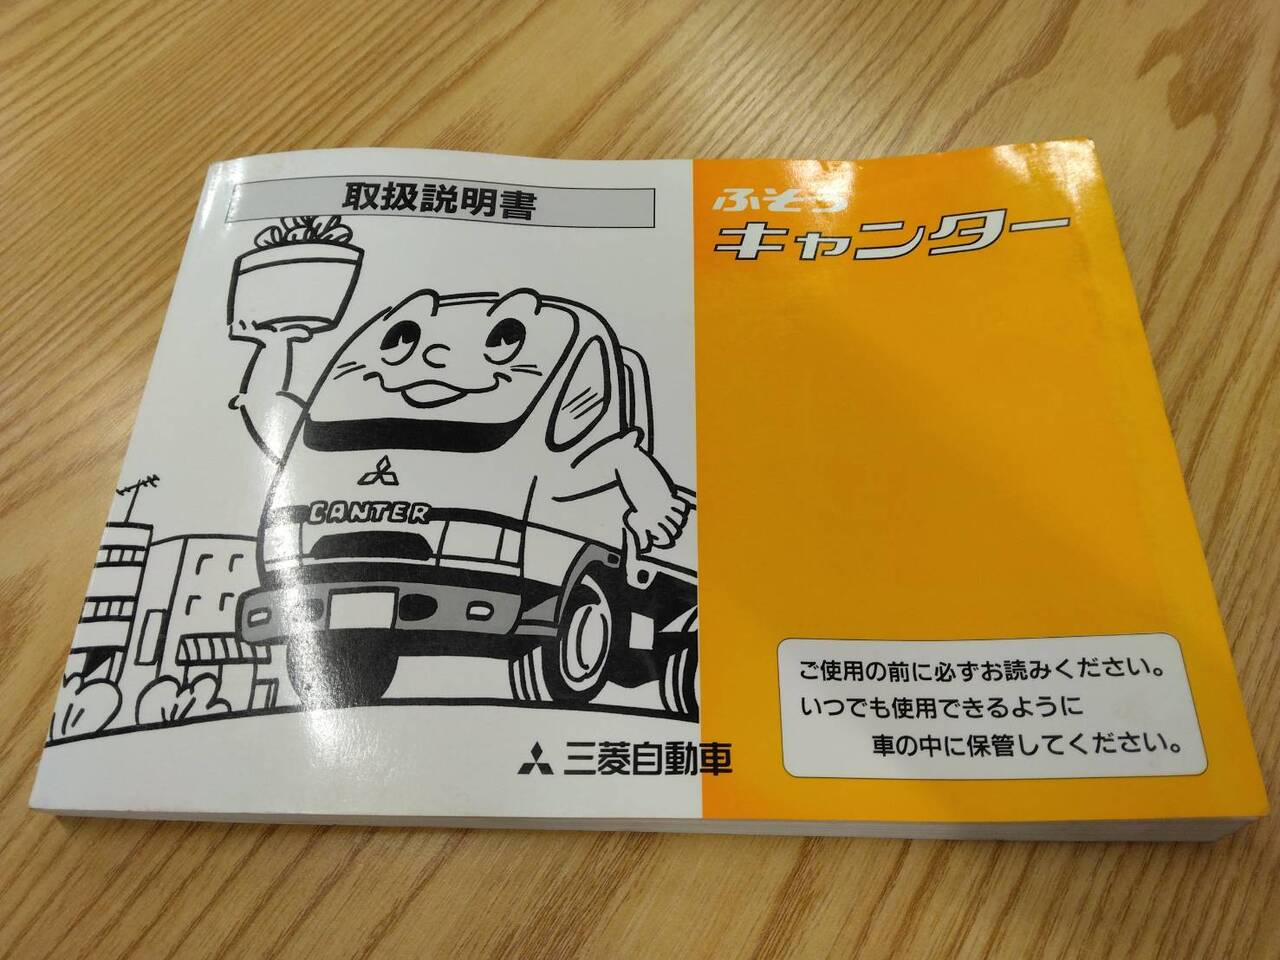 取扱説明書
ふそう
キャンター
CANTER
ご使用の前に必ずお読みください。
いつでも使用できるように
車の中に保管してください。
三菱自動車